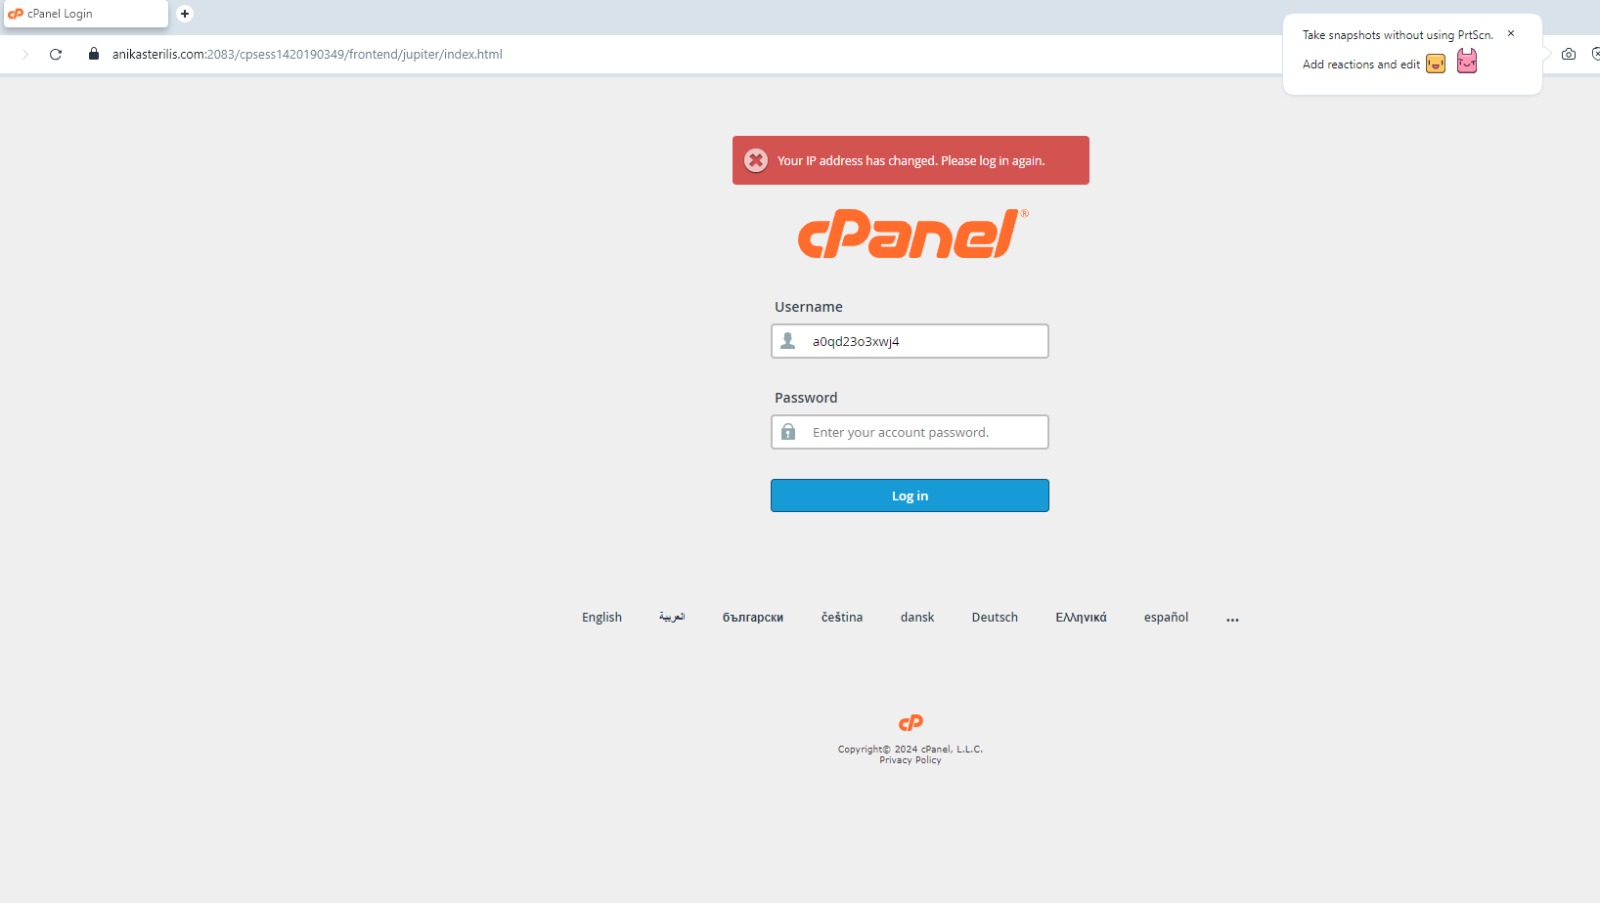 cPanel Login
anikasterilis.com:2083/cpsess1420190349/frontend/jupiter/index.html
Take snapshots without using PrtScn.
Add reactions and edit
Your IP address has changed. Please log in again.
cPanel®
Username
a0qd23o3xwj4
Password
Enter your account password.
Log in
English العربية български čeština dansk Deutsch Ελληνικά español ...
cP
Copyright© 2024 cPanel, L.L.C.
Privacy Policy